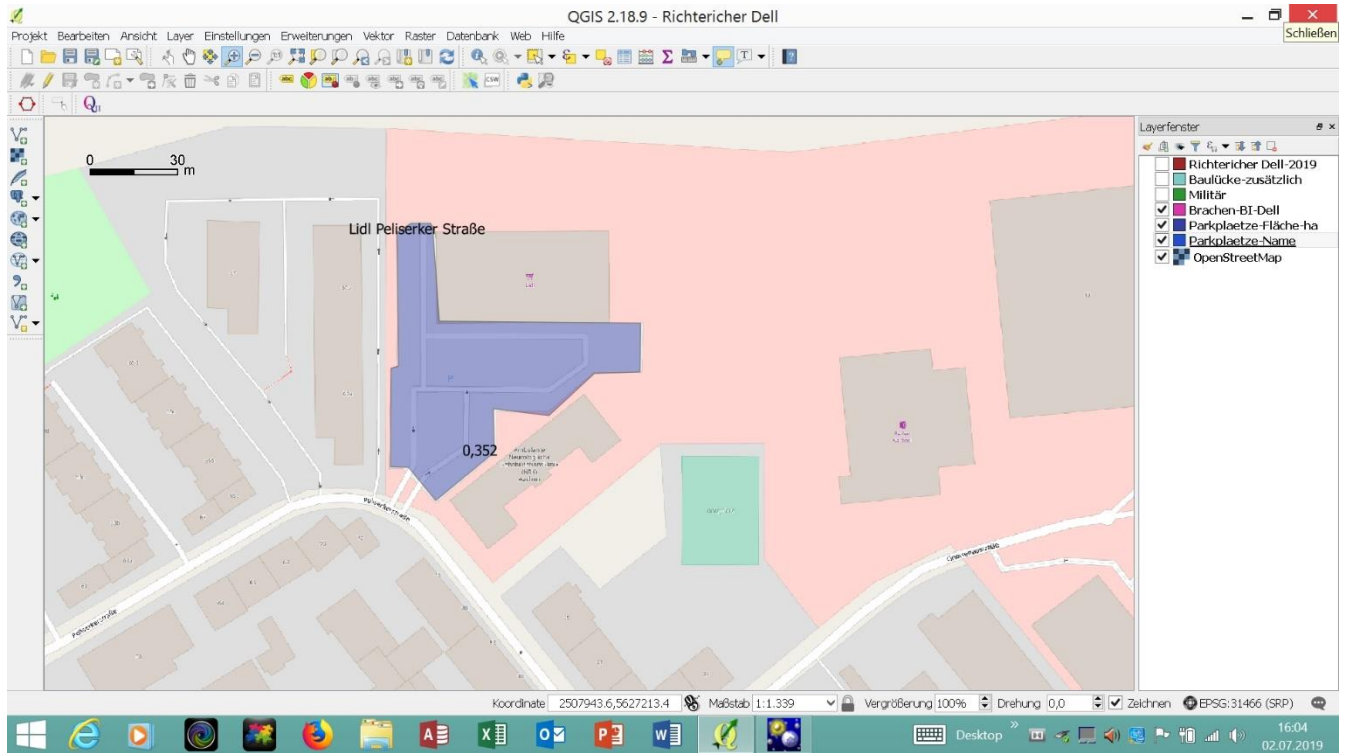 QGIS 2.18.9 - Richtericher Dell
Schließen
Projekt Bearbeiten Ansicht Layer Einstellungen Erweiterungen Vektor Raster Datenbank Web Hilfe
Layerfenster
Richtericher Dell-2019
Baulücke-zusätzlich
Militär
Brachen-BI-Dell
Parkplaetze-Fläche-ha
Parkplaetze-Name
OpenStreetMap
0 30
m
Lidl Peliserker Straße
P
0,352
Peliserkerstraße
Peliserkerstraße
Koordinate 2507943.6,5627213.4 Maßstab 1:1.339 Vergrößerung 100% Drehung 0,0 Zeichnen EPSG:31466 (SRP)
Desktop
16:04
02.07.2019